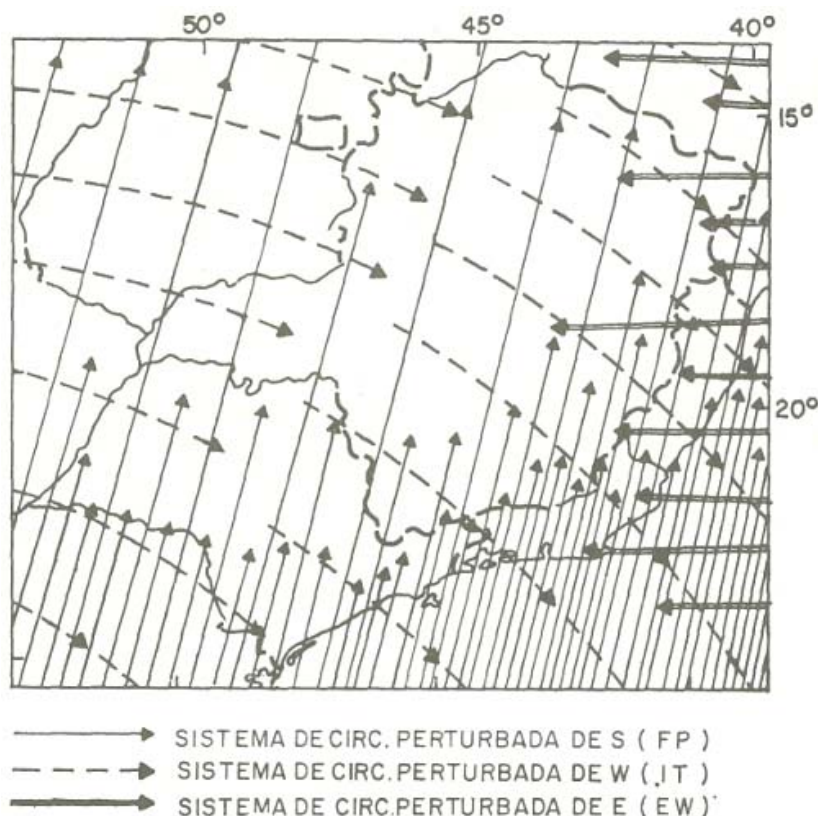 50° 45° 40°
15°
20°
SISTEMA DE CIRC. PERTURBADA DE S ( FP )
SISTEMA DE CIRC. PERTURBADA DE W (.IT )
SISTEMA DE CIRC. PERTURBADA DE E ( EW )